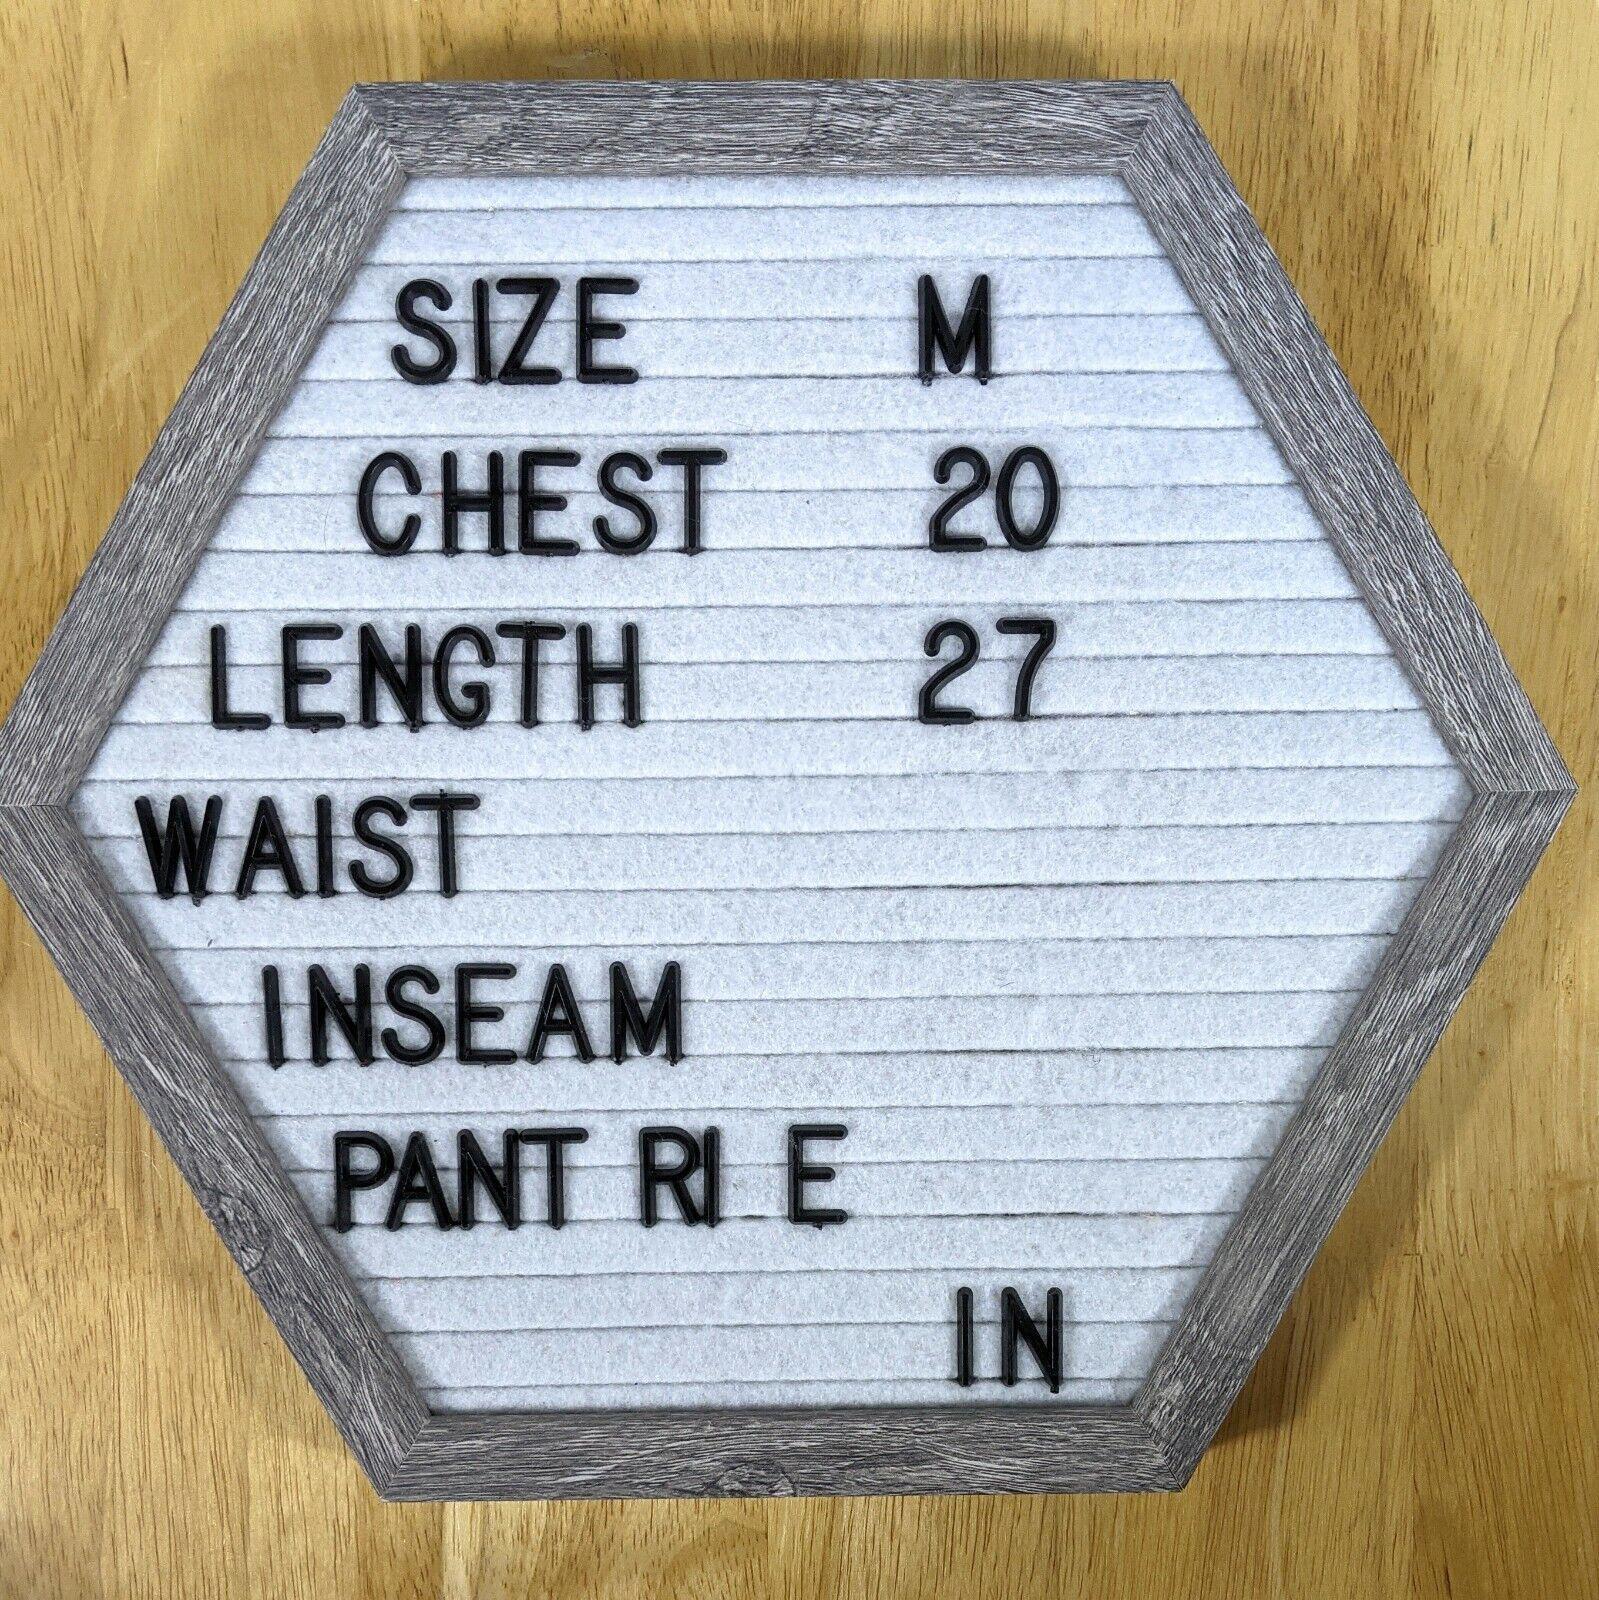 SIZE M
CHEST 20
LENGTH 27
WAIST
INSEAM
PANT RI E
IN